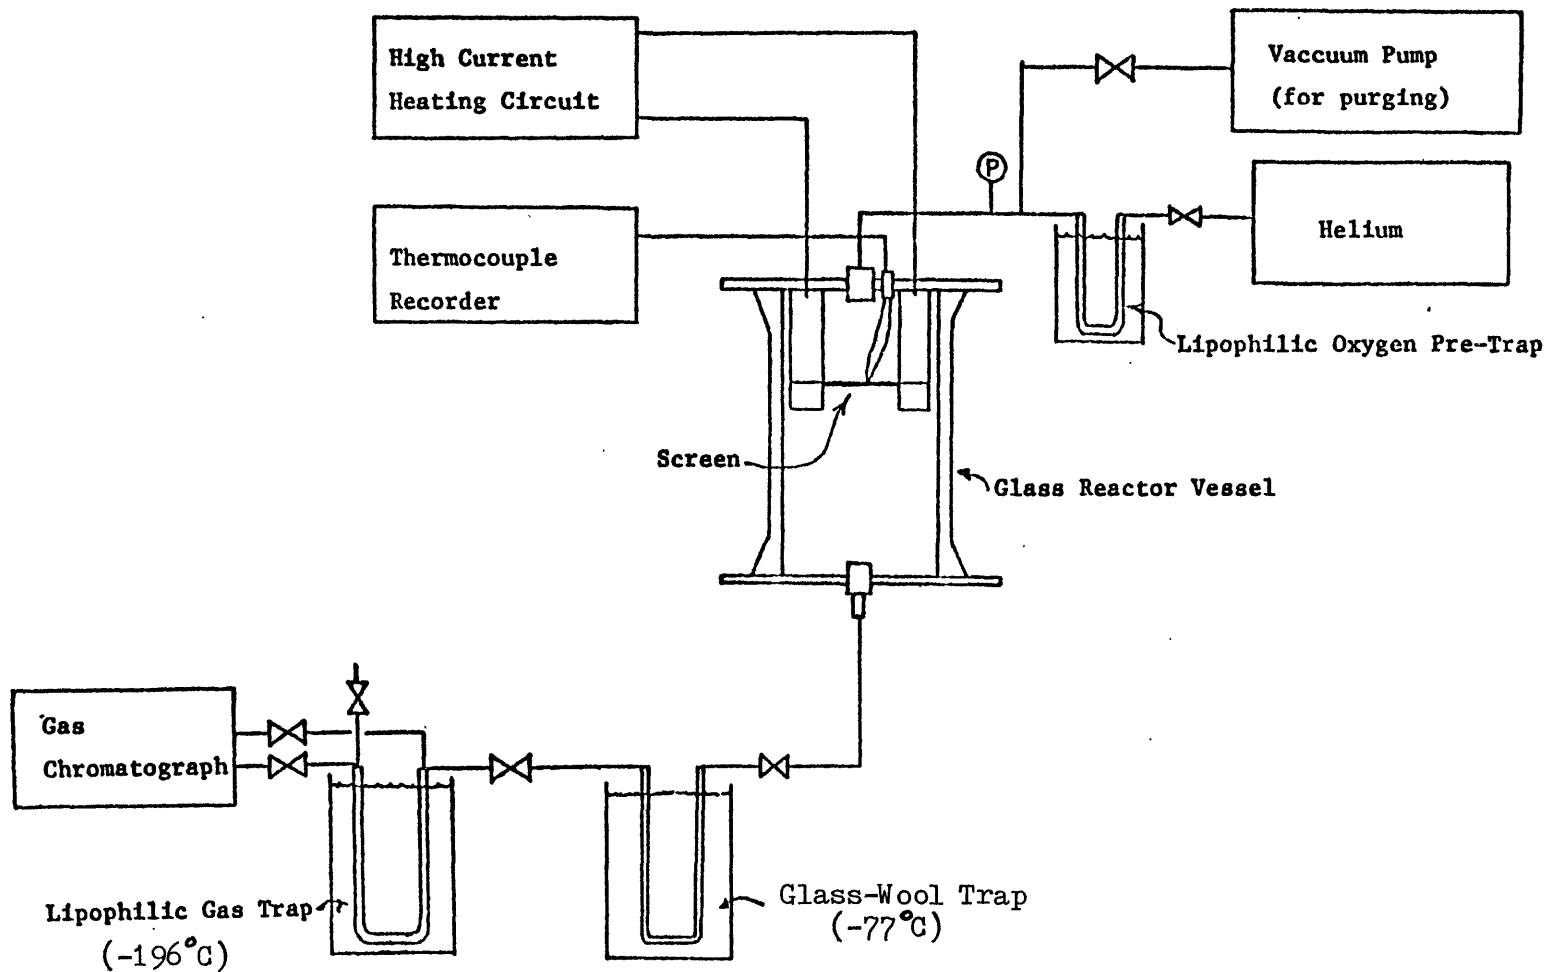 High Current
Heating Circuit
Vaccuum Pump
(for purging)
P
Thermocouple
Recorder
Helium
Lipophilic Oxygen Pre-Trap
Screen
Glass Reactor Vessel
Gas
Chromatograph
Lipophilic Gas Trap
(-196°C)
Glass-Wool Trap
(-77°C)